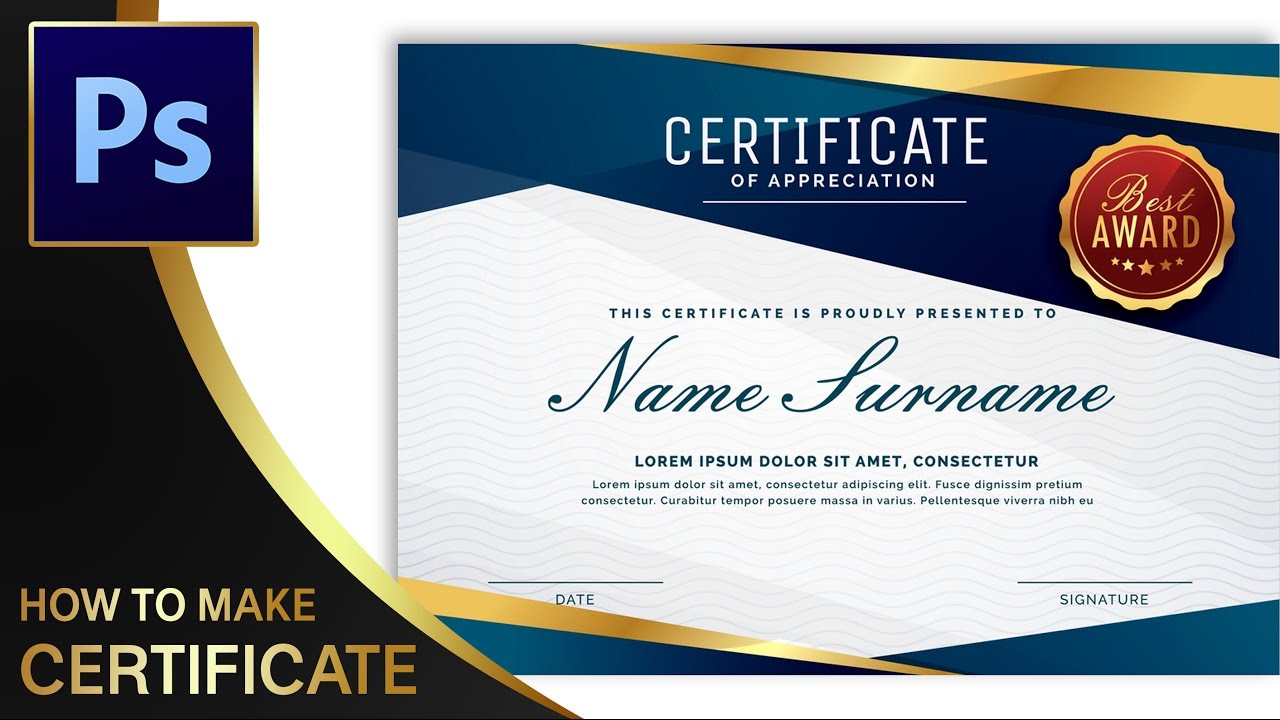 Ps
HOW TO MAKE
CERTIFICATE
CERTIFICATE
OF APPRECIATION
Best
AWARD
THIS CERTIFICATE IS PROUDLY PRESENTED TO
Name Surname
LOREM IPSUM DOLOR SIT AMET, CONSECTETUR
Lorem ipsum dolor sit amet, consectetur adipiscing elit. Fusce dignissim pretium
consectetur. Curabitur tempor posuere massa in varius. Pellentesque viverra nibh eu
DATE
SIGNATURE